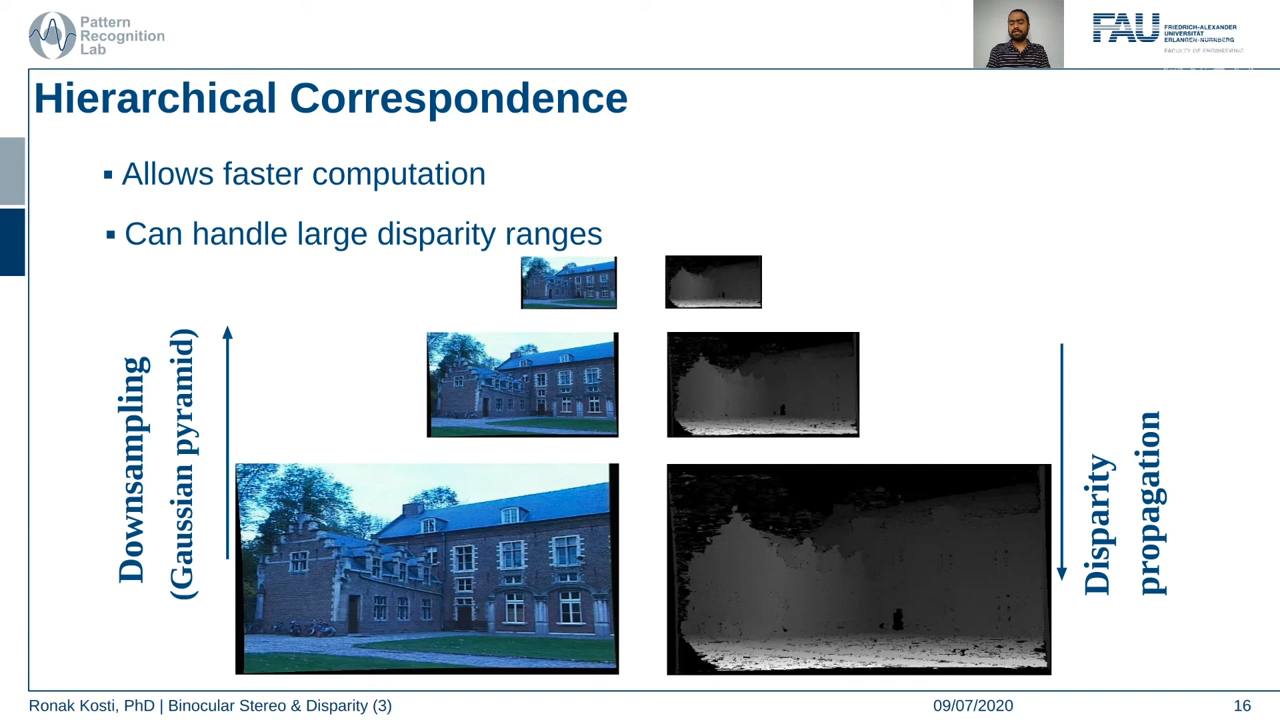 Pattern
Recognition
Lab
FAU
FRIEDRICH-ALEXANDER
UNIVERSITÄT
ERLANGEN-NÜRNBERG
FACULTY OF ENGINEERING
Hierarchical Correspondence
▪ Allows faster computation
▪ Can handle large disparity ranges
Downsampling
(Gaussian pyramid)
Disparity
propagation
Ronak Kosti, PhD | Binocular Stereo & Disparity (3)
09/07/2020
16